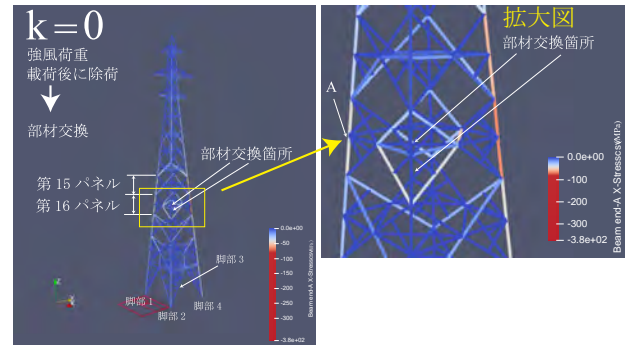 k=0
強風荷重
載荷後に除荷
部材交換
部材交換箇所
第15パネル
第16パネル
脚部3
脚部1
脚部2
脚部4
0.0e+00
-50
-100
-150
-200
-250
-300
-3.8e+02
拡大図
部材交換箇所
A
0.0e+00
-100
-200
-300
-3.8e+02
Beam end-A X-Stresscsv